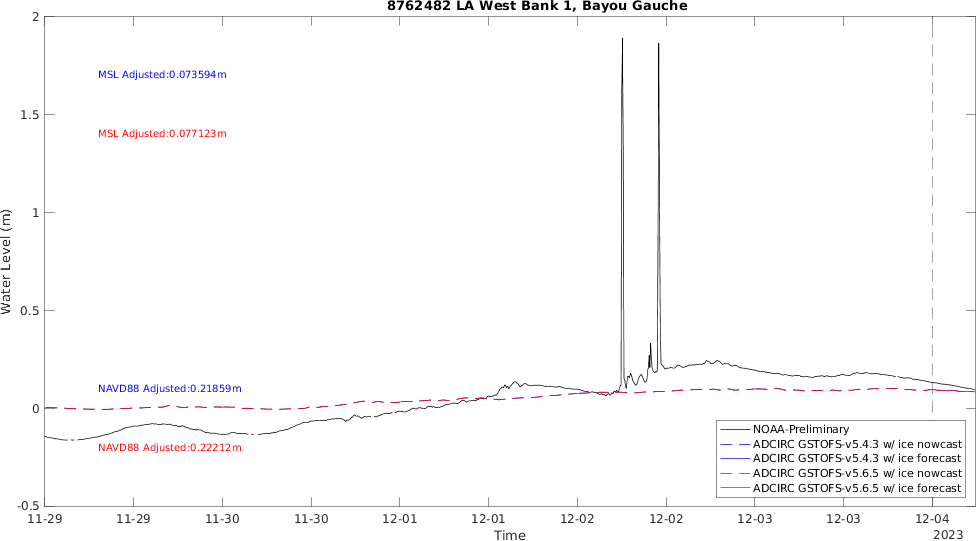 8762482 LA West Bank 1, Bayou Gauche
2
1.5
1
0.5
0
-0.5
Water Level (m)
MSL Adjusted:0.073594m
MSL Adjusted:0.077123m
NAVD88 Adjusted:0.21859m
NAVD88 Adjusted:0.22212m
NOAA-Preliminary
ADCIRC GSTOFS-v5.4.3 w/ ice nowcast
ADCIRC GSTOFS-v5.4.3 w/ ice forecast
ADCIRC GSTOFS-v5.6.5 w/ ice nowcast
ADCIRC GSTOFS-v5.6.5 w/ ice forecast
11-29 11-29 11-30 11-30 12-01 12-01 12-02 12-02 12-03 12-03 12-04
Time
2023